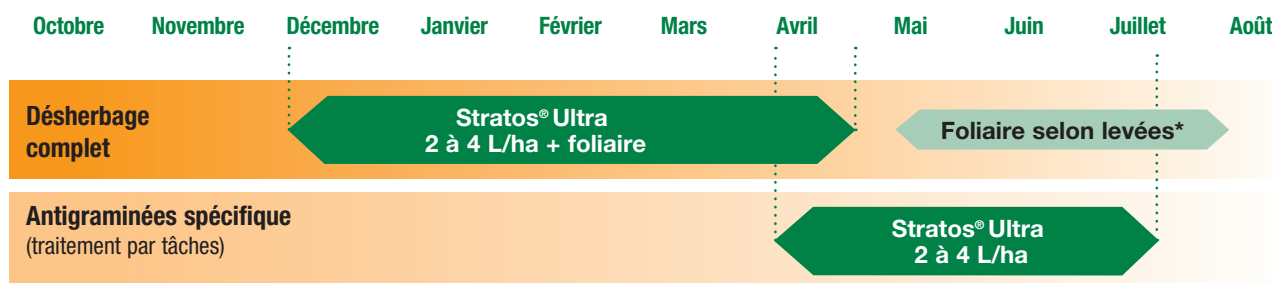 Octobre Novembre Décembre Janvier Février Mars Avril Mai Juin Juillet Août
Désherbage
complet
Stratos® Ultra
2 à 4 L/ha + foliaire
Foliaire selon levées*
Antigraminées spécifique
(traitement par tâches)
Stratos® Ultra
2 à 4 L/ha